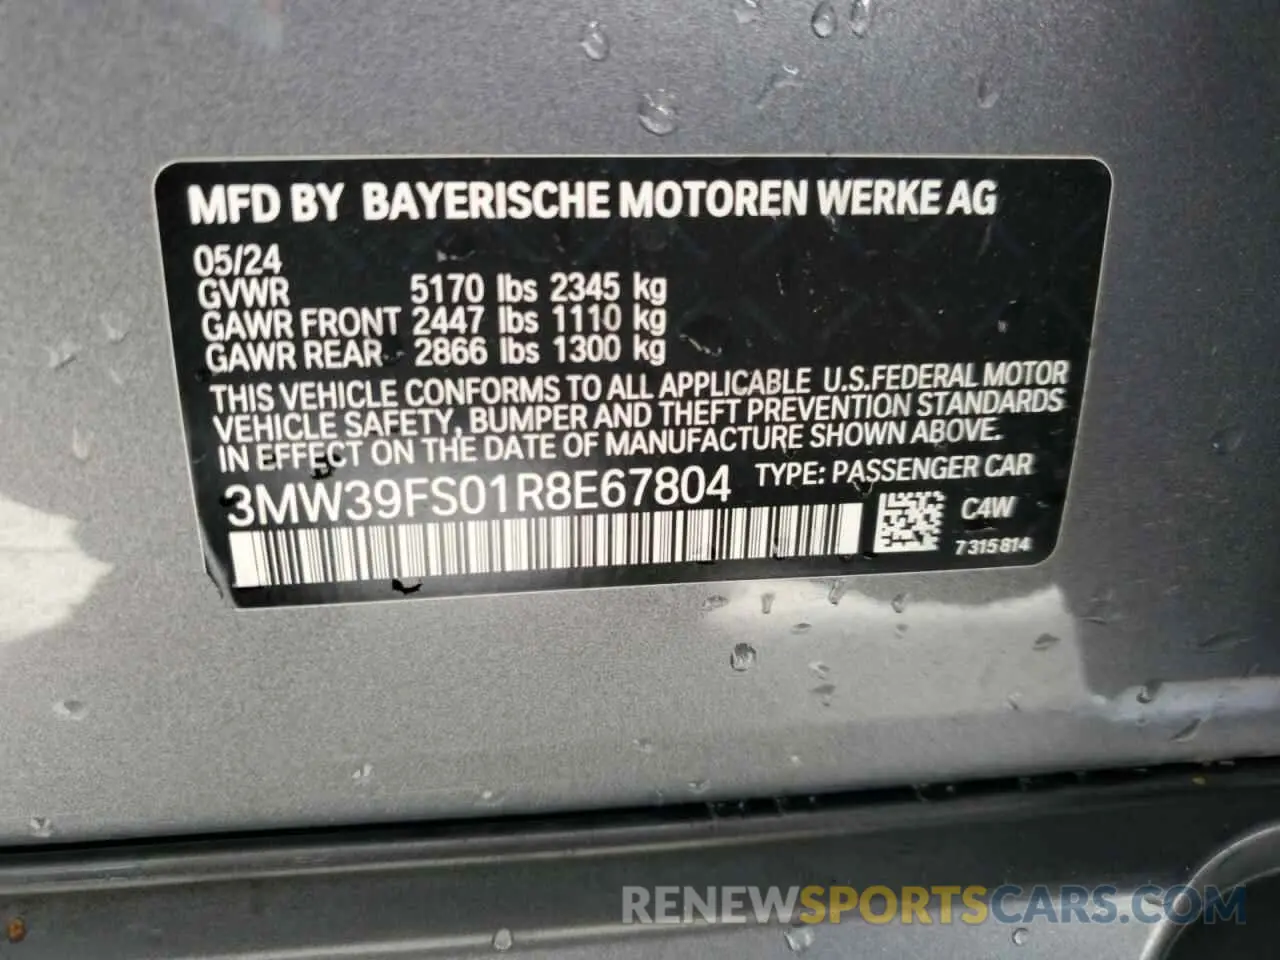 MFD BY BAYERISCHE MOTOREN WERKE AG
05/24
GVWR 5170 lbs 2345 kg
GAWR FRONT 2447 lbs 1110 kg
GAWR REAR 2866 lbs 1300 kg
THIS VEHICLE CONFORMS TO ALL APPLICABLE U.S.FEDERAL MOTOR
VEHICLE SAFETY, BUMPER AND THEFT PREVENTION STANDARDS
IN EFFECT ON THE DATE OF MANUFACTURE SHOWN ABOVE.
3MW39FS01R8E67804 TYPE: PASSENGER CAR
C4W
7315814
RENEWSPORTSCARS.COM